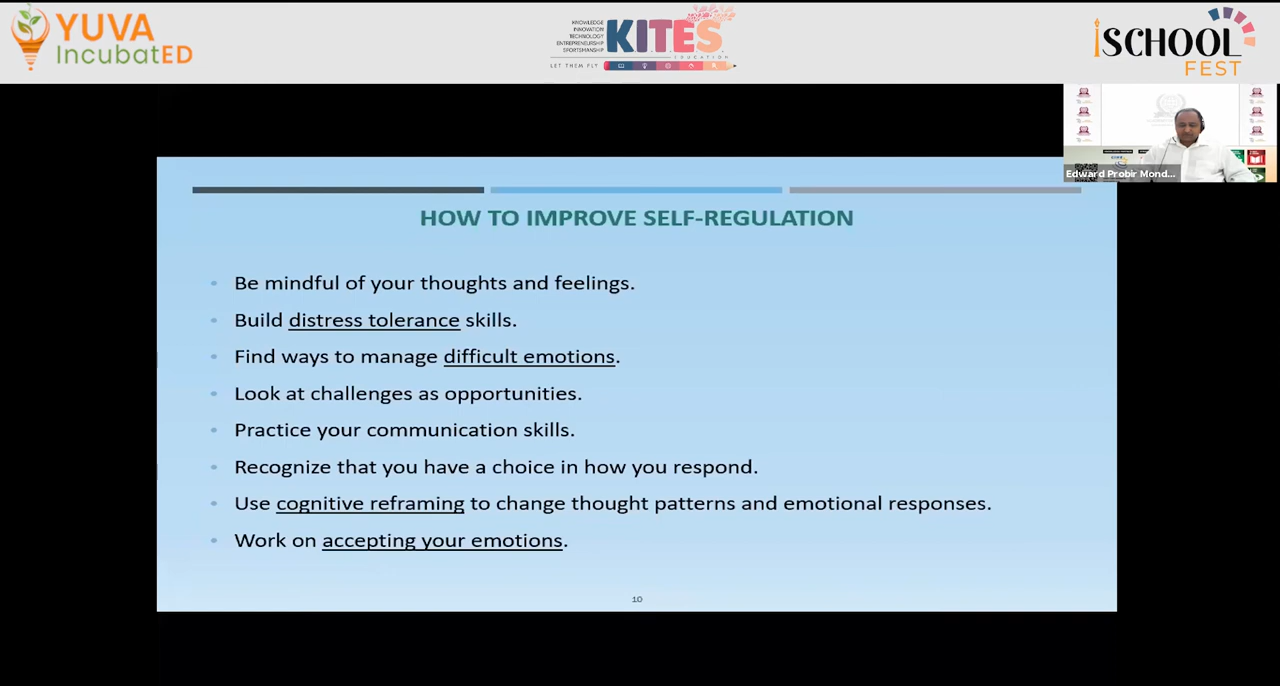 YUVA
IncubatED
KNOWLEDGE
INNOVATION
TECHNOLOGY
ENTREPRENEURSHIP
SPORTSMANSHIP
K.I.T.E.S
EDUCATION
LET THEM FLY
iSCHOOL
FEST
Edward Probir Mond...
HOW TO IMPROVE SELF-REGULATION
• Be mindful of your thoughts and feelings.
• Build distress tolerance skills.
• Find ways to manage difficult emotions.
• Look at challenges as opportunities.
• Practice your communication skills.
• Recognize that you have a choice in how you respond.
• Use cognitive reframing to change thought patterns and emotional responses.
• Work on accepting your emotions.
10